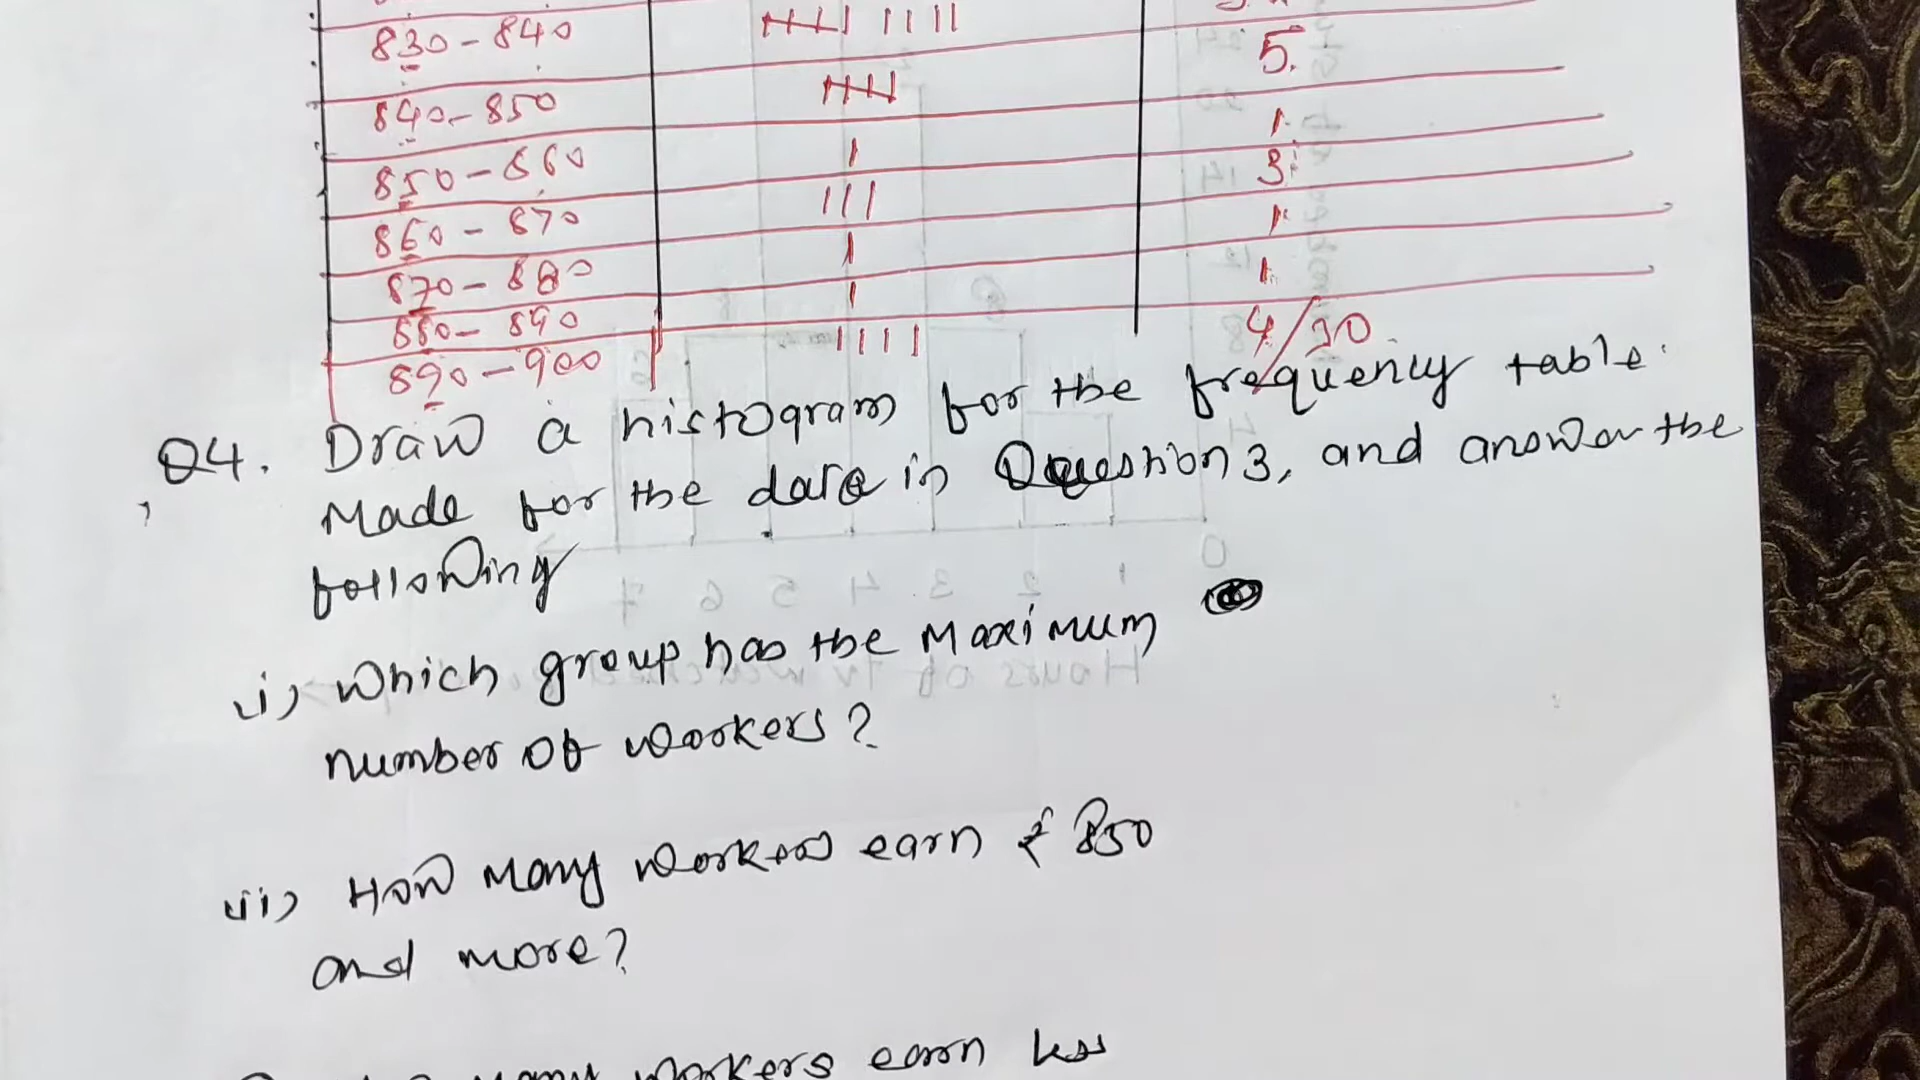 830-840 |||| |||| 5.
840-850 |||| 1
850-860 | 3
860-870 ||| 1
870-880 | 1
880-890 | 4/30
890-900 ||||
Q4. Draw a histogram for the frequency table.
Made for the data in Question 3, and answer the
following
i) which group has the Maximum
number of workers?
ii) How many workers earn ₹ 850
and more?
many workers earn less